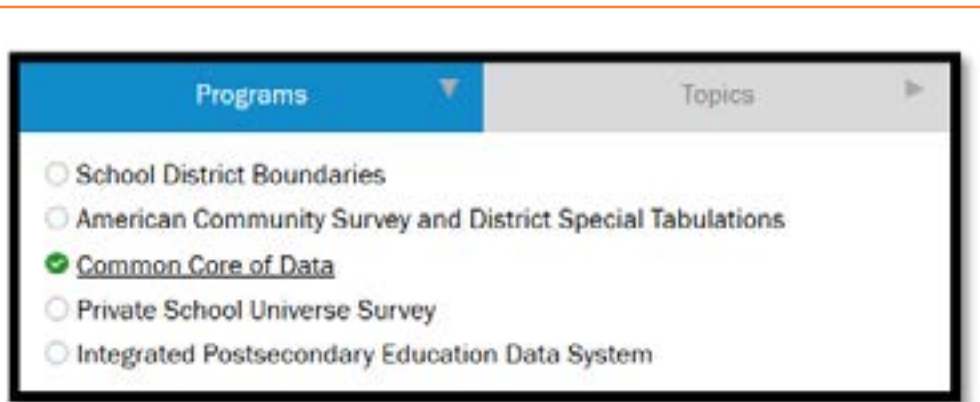 Programs Topics
School District Boundaries
American Community Survey and District Special Tabulations
Common Core of Data
Private School Universe Survey
Integrated Postsecondary Education Data System